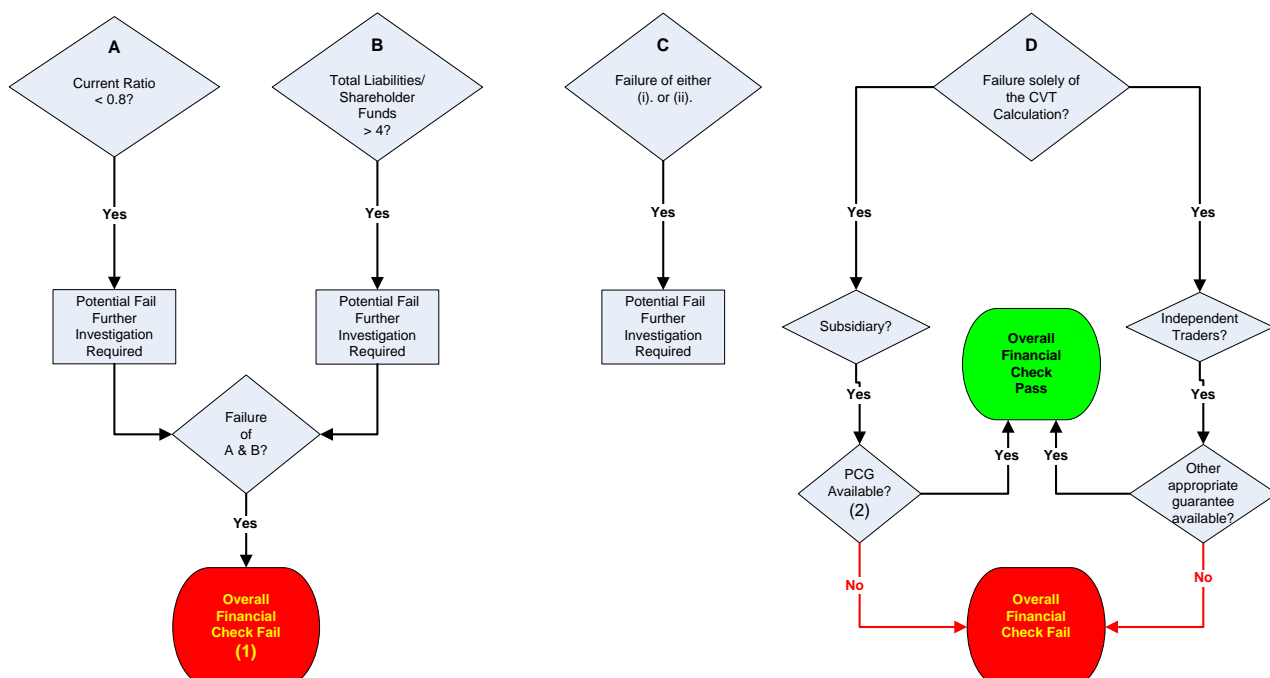 A
Current Ratio
< 0.8?
B
Total Liabilities/
Shareholder
Funds
> 4?
C
Failure of either
(i). or (ii).
D
Failure solely of
the CVT
Calculation?
Yes
Yes
Yes
Yes
Yes
Potential Fail
Further
Investigation
Required
Potential Fail
Further
Investigation
Required
Potential Fail
Further
Investigation
Required
Subsidiary?
Overall
Financial
Check
Pass
Independent
Traders?
Yes
Yes
Failure
of
A & B?
Yes
PCG
Available?
(2)
Yes
Yes
Other
appropriate
guarantee
available?
No
No
Overall
Financial
Check Fail
(1)
Overall
Financial
Check Fail